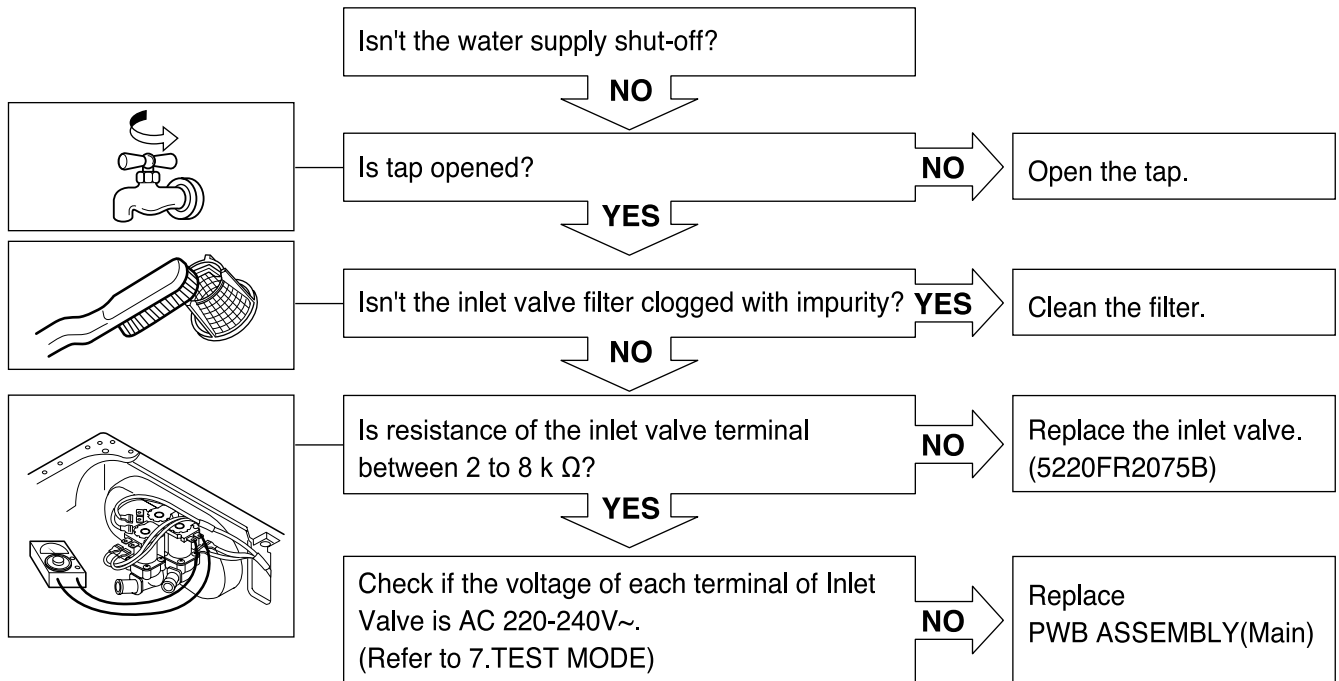 Isn't the water supply shut-off?
NO
Is tap opened?
NO
Open the tap.
YES
Isn't the inlet valve filter clogged with impurity?
YES
Clean the filter.
NO
Is resistance of the inlet valve terminal
between 2 to 8 k Ω?
NO
Replace the inlet valve.
(5220FR2075B)
YES
Check if the voltage of each terminal of Inlet
Valve is AC 220-240V~.
(Refer to 7.TEST MODE)
NO
Replace
PWB ASSEMBLY(Main)